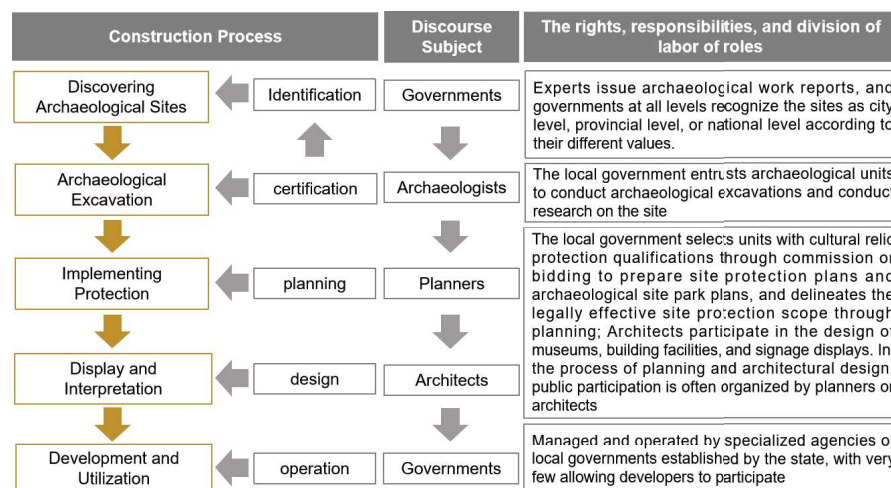 Construction Process
Discourse
Subject
The rights, responsibilities, and division of
labor of roles
Discovering
Archaeological Sites
Identification
Governments
Experts issue archaeological work reports, and
governments at all levels recognize the sites as city
level, provincial level, or national level according to
their different values.
Archaeological
Excavation
certification
Archaeologists
The local government entrusts archaeological units
to conduct archaeological excavations and conduct
research on the site
Implementing
Protection
planning
Planners
The local government selects units with cultural relic
protection qualifications through commission or
bidding to prepare site protection plans and
archaeological site park plans, and delineates the
legally effective site protection scope through
planning; Architects participate in the design of
museums, building facilities, and signage displays. In
the process of planning and architectural design,
public participation is often organized by planners or
architects
Display and
Interpretation
design
Architects
Development and
Utilization
operation
Governments
Managed and operated by specialized agencies or
local governments established by the state, with very
few allowing developers to participate